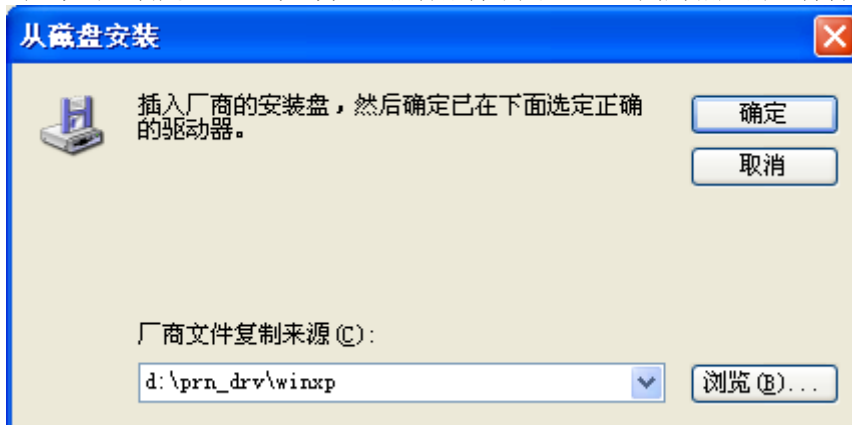 从磁盘安装
插入厂商的安装盘，然后确定已在下面选定正确
的驱动器。
确定
取消
厂商文件复制来源(C):
d:\prn_drv\winxp
浏览(B)...